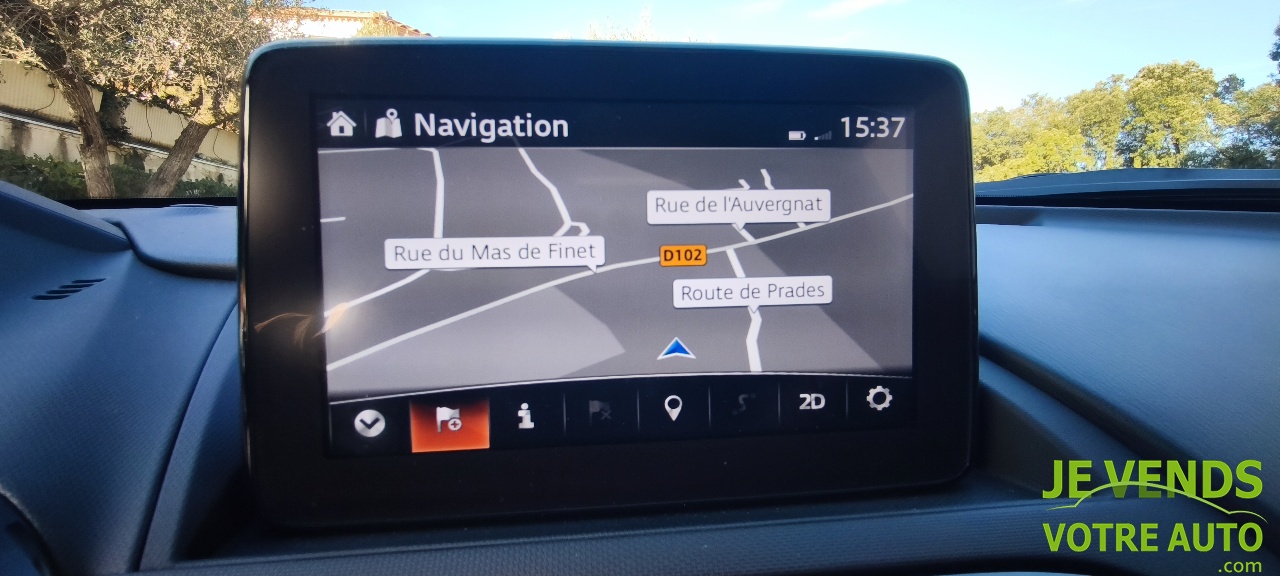 Navigation
15:37
Rue de l'Auvergnat
Rue du Mas de Finet
D102
Route de Prades
2D
JE VENDS
VOTRE AUTO
.com